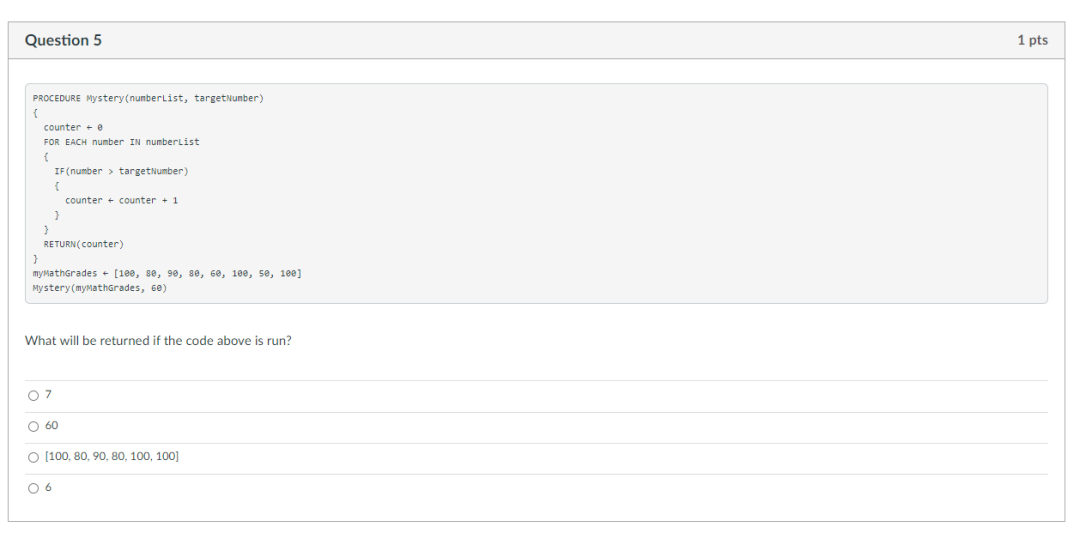 Question 5
1 pts
PROCEDURE Mystery(numberList, targetNumber)
{
counter ← 0
FOR EACH number IN numberList
{
IF(number > targetNumber)
{
counter ← counter + 1
}
}
RETURN(counter)
}
myMathGrades ← [100, 80, 90, 80, 60, 100, 50, 100]
Mystery(myMathGrades, 60)
What will be returned if the code above is run?
7
60
[100, 80, 90, 80, 100, 100]
6